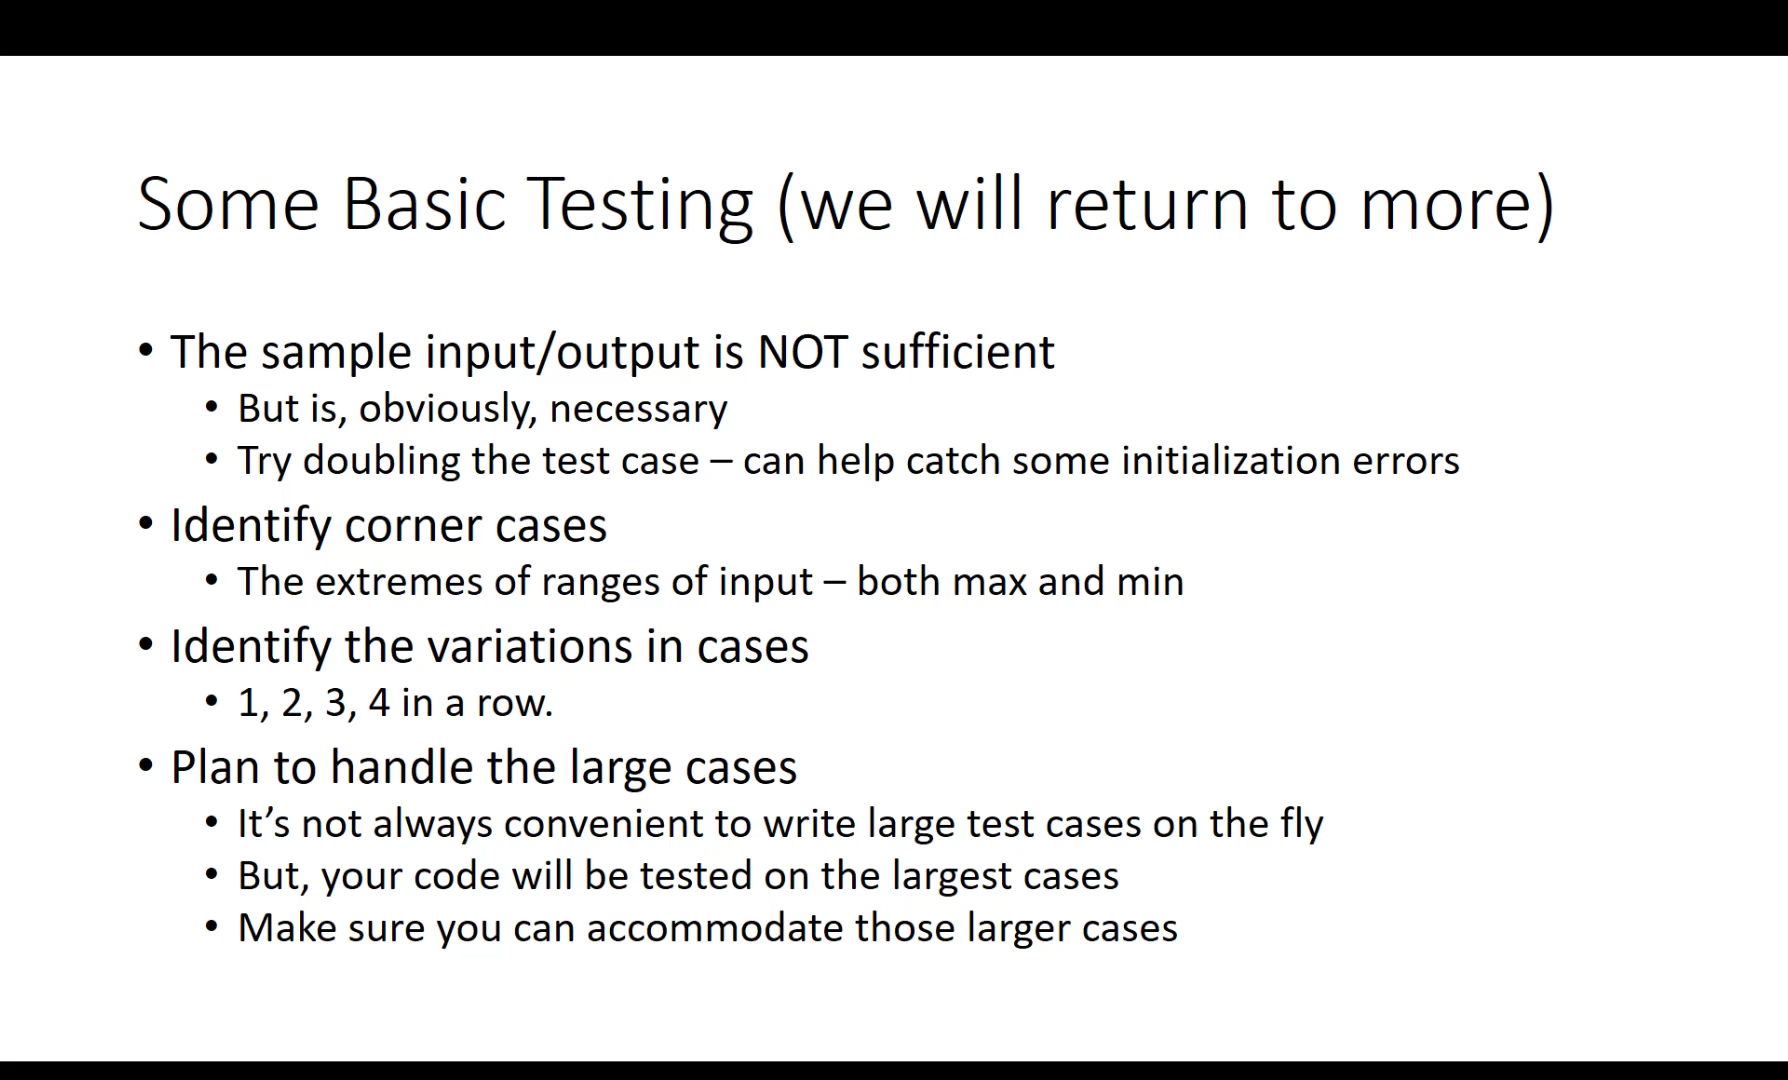 Some Basic Testing (we will return to more)
• The sample input/output is NOT sufficient
• But is, obviously, necessary
• Try doubling the test case – can help catch some initialization errors
• Identify corner cases
• The extremes of ranges of input – both max and min
• Identify the variations in cases
• 1, 2, 3, 4 in a row.
• Plan to handle the large cases
• It’s not always convenient to write large test cases on the fly
• But, your code will be tested on the largest cases
• Make sure you can accommodate those larger cases